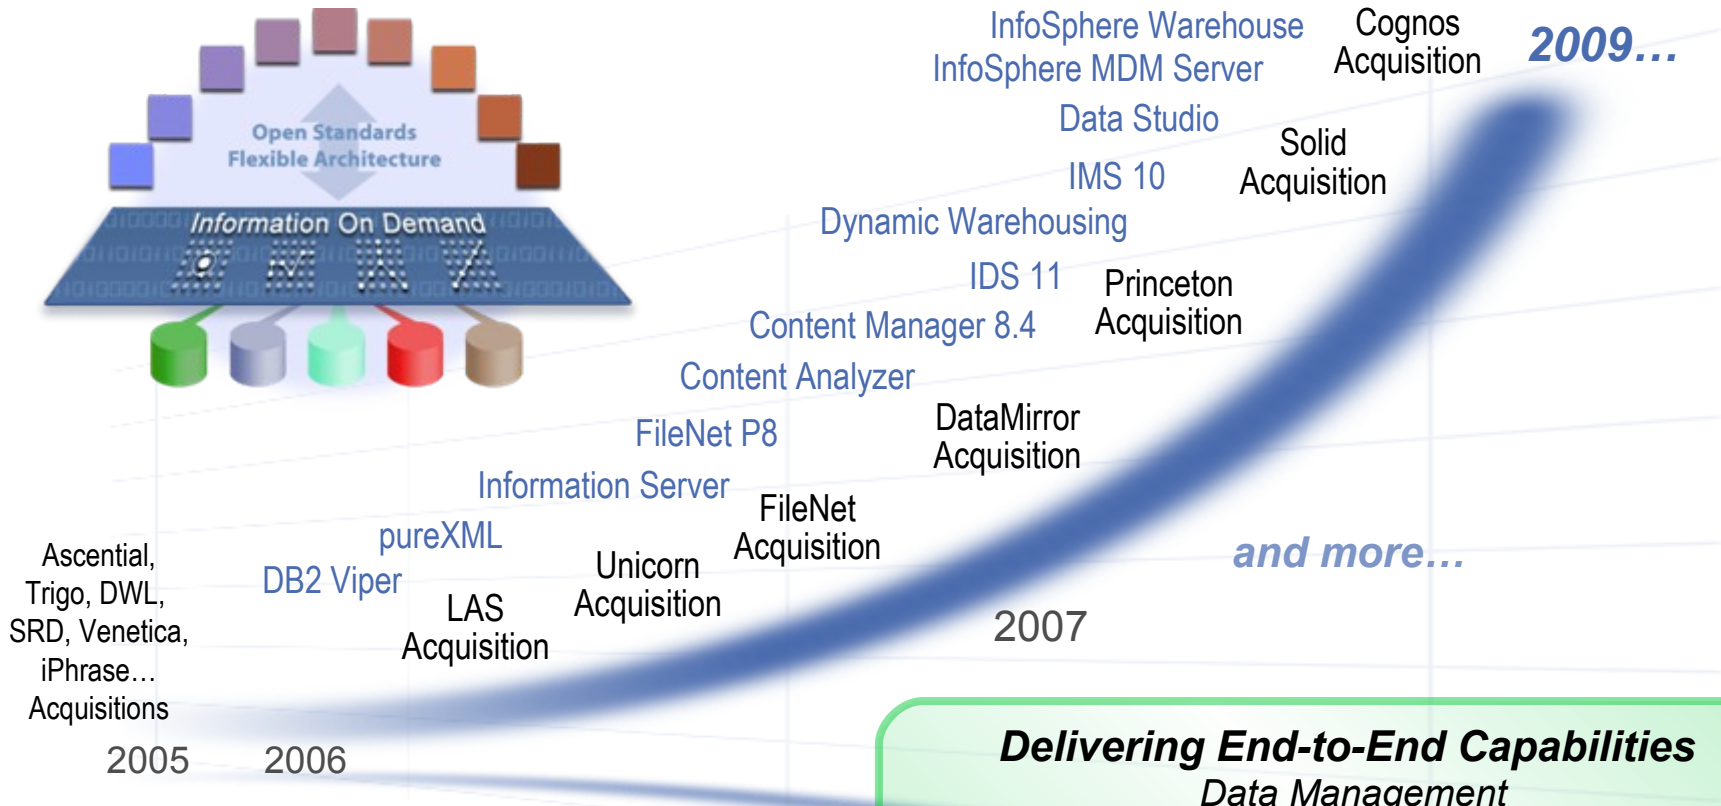 InfoSphere Warehouse
InfoSphere MDM Server
Cognos
Acquisition
2009…
Data Studio
Solid
Acquisition
IMS 10
Open Standards
Flexible Architecture
Information On Demand
Dynamic Warehousing
IDS 11
Princeton
Acquisition
Content Manager 8.4
Content Analyzer
DataMirror
Acquisition
FileNet P8
Information Server
FileNet
Acquisition
pureXML
and more…
Unicorn
Acquisition
DB2 Viper
LAS
Acquisition
Ascential,
Trigo, DWL,
SRD, Venetica,
iPhrase…
Acquisitions
2005
2006
2007
Delivering End-to-End Capabilities
Data Management